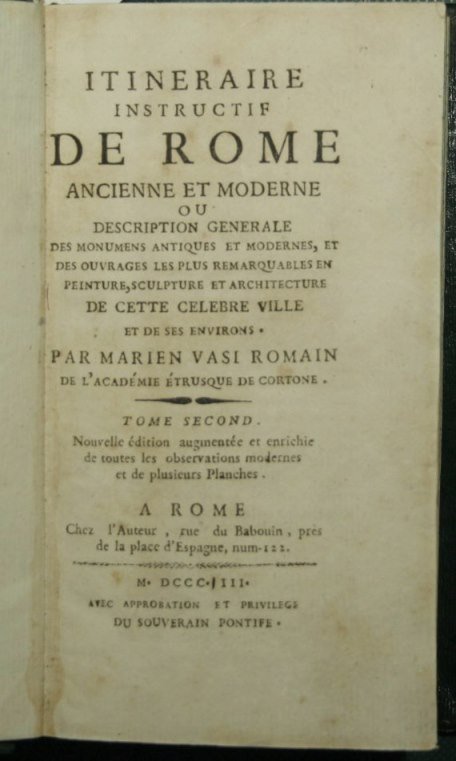 ITINERAIRE
INSTRUCTIF
DE ROME
ANCIENNE ET MODERNE
OU
DESCRIPTION GENERALE
DES MONUMENS ANTIQUES ET MODERNES, ET
DES OUVRAGES LES PLUS REMARQUABLES EN
PEINTURE, SCULPTURE ET ARCHITECTURE
DE CETTE CELEBRE VILLE
ET DE SES ENVIRONS .
PAR MARIEN VASI ROMAIN
DE L'ACADÉMIE ÉTRUSQUE DE CORTONE .
TOME SECOND .
Nouvelle édition augmentée et enrichie
de toutes les observations modernes
et de plusieurs Planches .
A ROME
Chez l'Auteur , rue du Babouin , pres
de la place d'Espagne, num. 122.
M. DCCC
AVEC APPROBATION ET PRIVILEGE
DU SOUVERAIN PONTIFE .